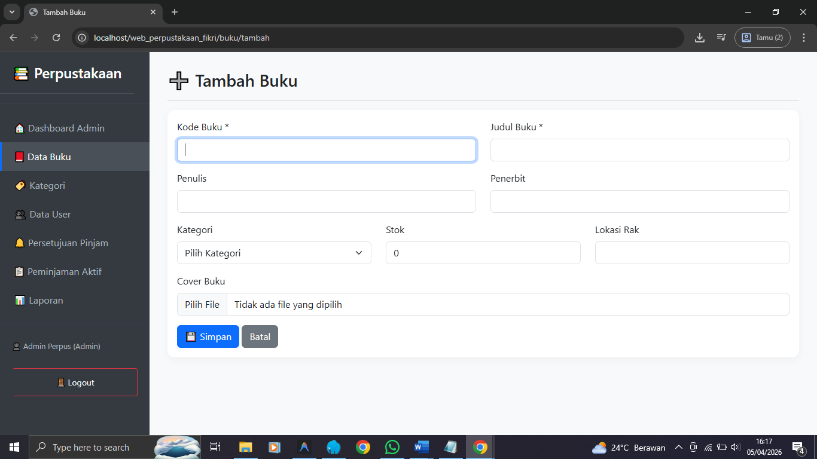 Tambah Buku
localhost/web_perpustakaan_fikri/buku/tambah
Tamu (2)
Perpustakaan
Dashboard Admin
Data Buku
Kategori
Data User
Persetujuan Pinjam
Peminjaman Aktif
Laporan
Admin Perpus (Admin)
Logout
Tambah Buku
Kode Buku *
Judul Buku *
Penulis
Penerbit
Kategori
Stok
Lokasi Rak
Pilih Kategori
0
Cover Buku
Pilih File
Tidak ada file yang dipilih
Simpan
Batal
Type here to search
24°C Berawan
16:17
05/04/2026
4